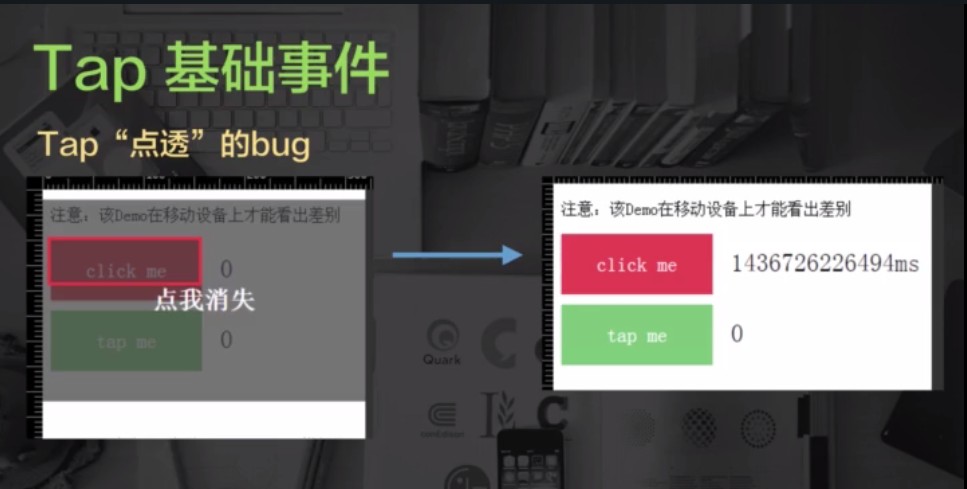 Tap 基础事件
Tap“点透”的bug
注意：该Demo在移动设备上才能看出差别
click me 0
点我消失
tap me 0
注意：该Demo在移动设备上才能看出差别
click me 1436726226494ms
tap me 0
Quark